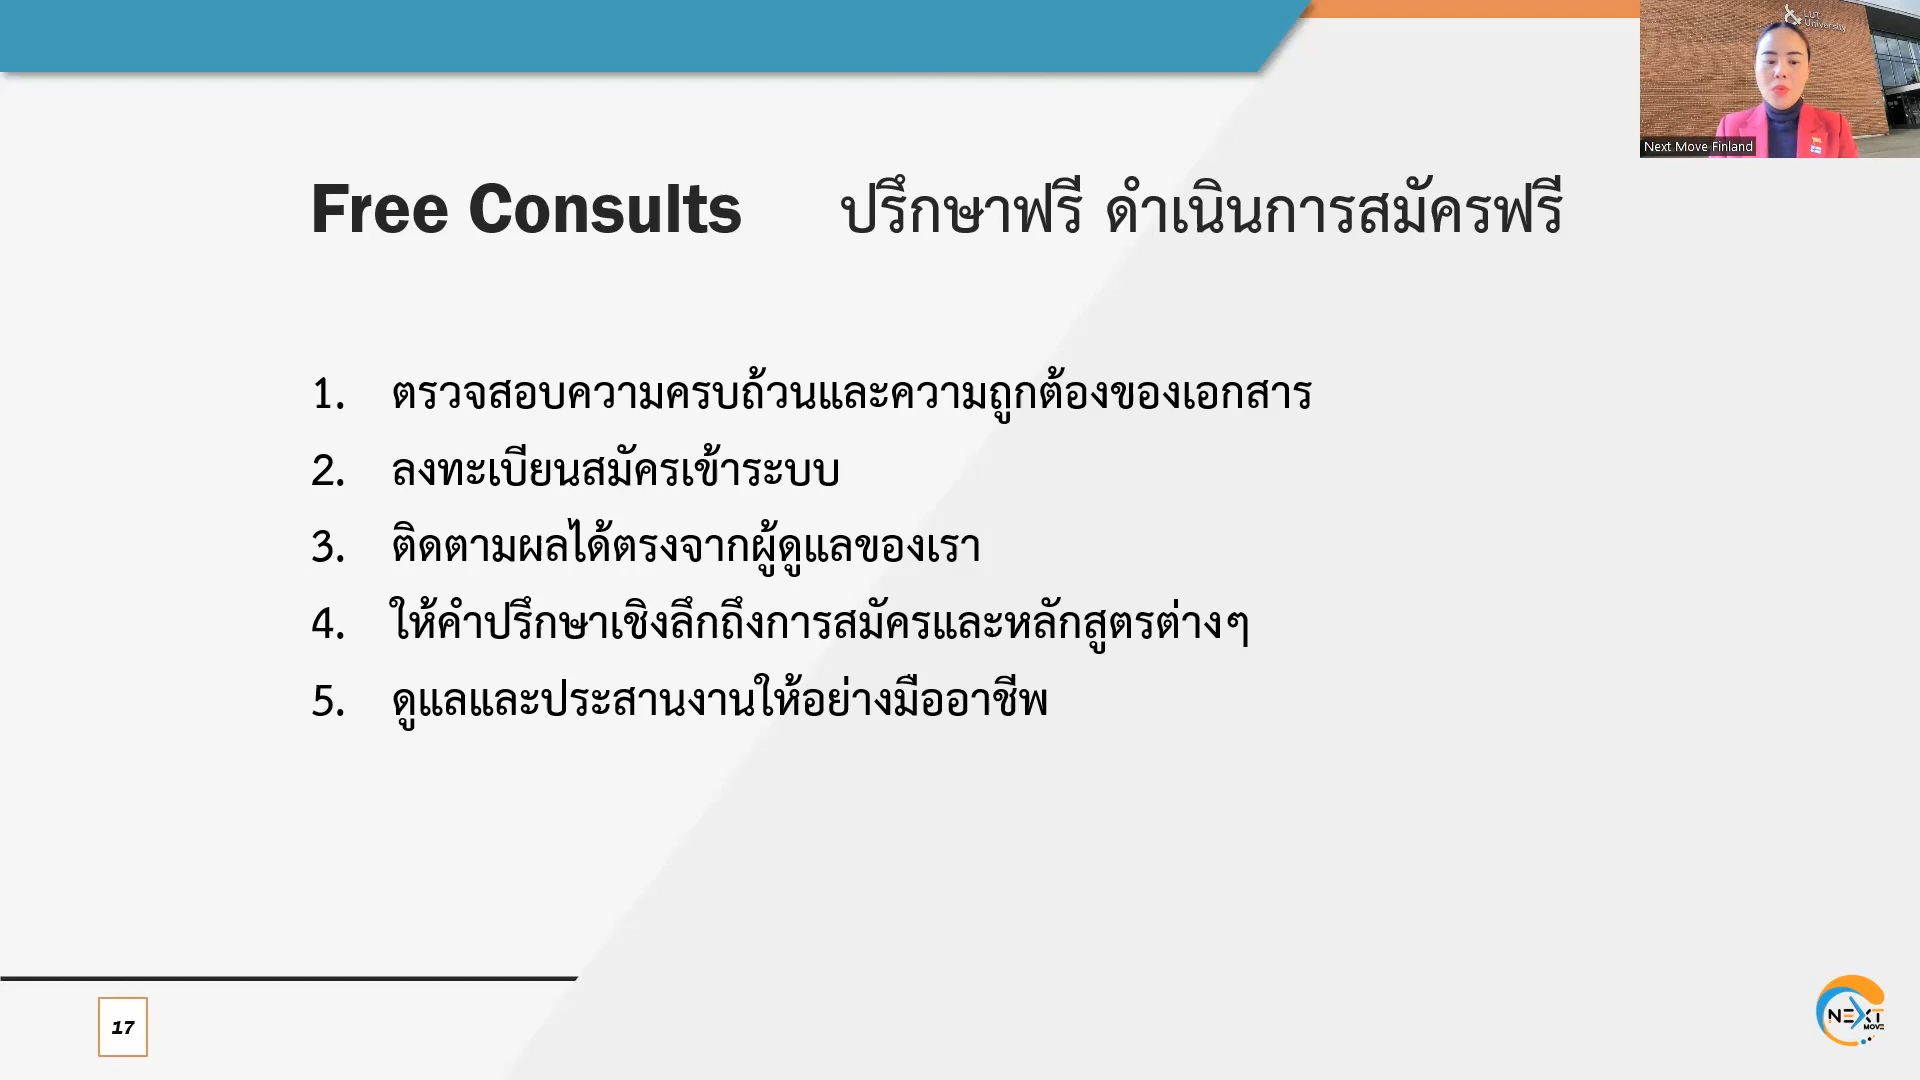 LUT
University
Next Move Finland
Free Consults ปรึกษาฟรี ดำเนินการสมัครฟรี
1. ตรวจสอบความครบถ้วนและความถูกต้องของเอกสาร
2. ลงทะเบียนสมัครเข้าระบบ
3. ติดตามผลได้ตรงจากผู้ดูแลของเรา
4. ให้คำปรึกษาเชิงลึกถึงการสมัครและหลักสูตรต่างๆ
5. ดูแลและประสานงานให้อย่างมืออาชีพ
17
NEXT
MOVE